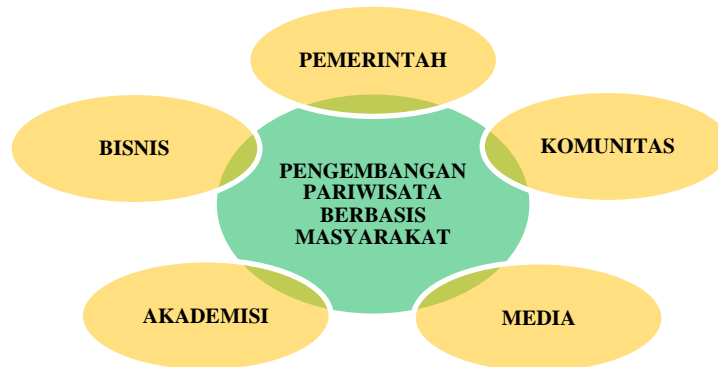 PEMERINTAH
BISNIS
KOMUNITAS
PENGEMBANGAN
PARIWISATA
BERBASIS
MASYARAKAT
AKADEMISI
MEDIA